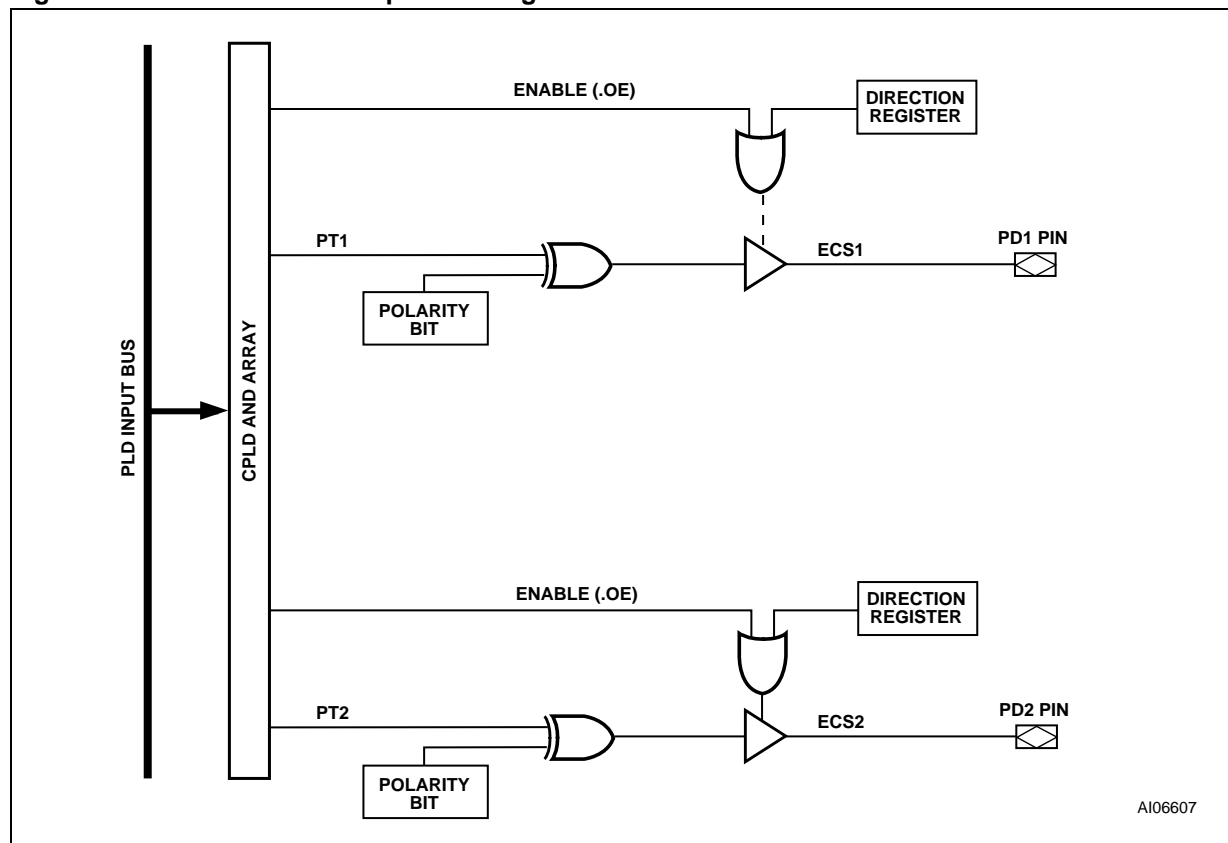 ENABLE (.OE)
DIRECTION
REGISTER
PT1
ECS1
PD1 PIN
POLARITY
BIT
PLD INPUT BUS
CPLD AND ARRAY
ENABLE (.OE)
DIRECTION
REGISTER
PT2
ECS2
PD2 PIN
POLARITY
BIT
AI06607